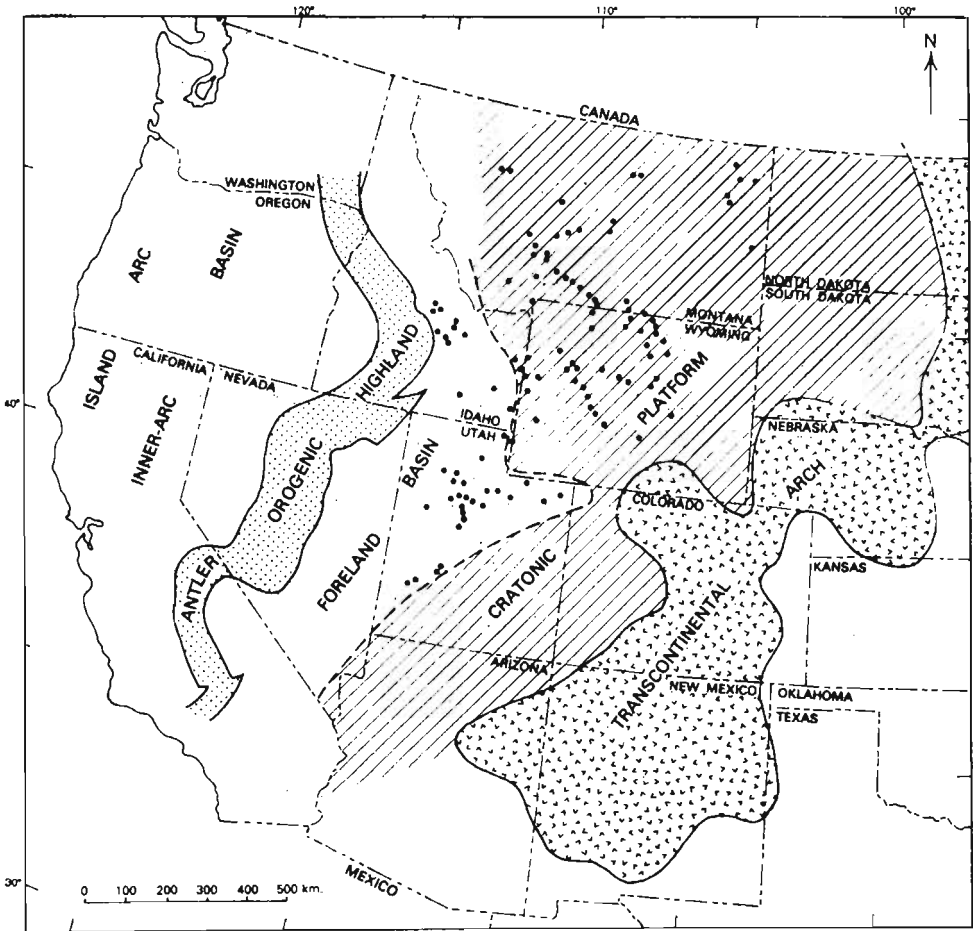 120°
110°
100°
N
CANADA
WASHINGTON
OREGON
ARC
BASIN
NORTH DAKOTA
SOUTH DAKOTA
MONTANA
WYOMING
CALIFORNIA
NEVADA
HIGHLAND
ISLAND
INNER-ARC
PLATFORM
40°
IDAHO
UTAH
NEBRASKA
OROGENIC
BASIN
ARCH
COLORADO
FORELAND
CRATONIC
KANSAS
ANTLER
TRANSCONTINENTAL
ARIZONA
NEW MEXICO
OKLAHOMA
TEXAS
MEXICO
30°
0 100 200 300 400 500 km.